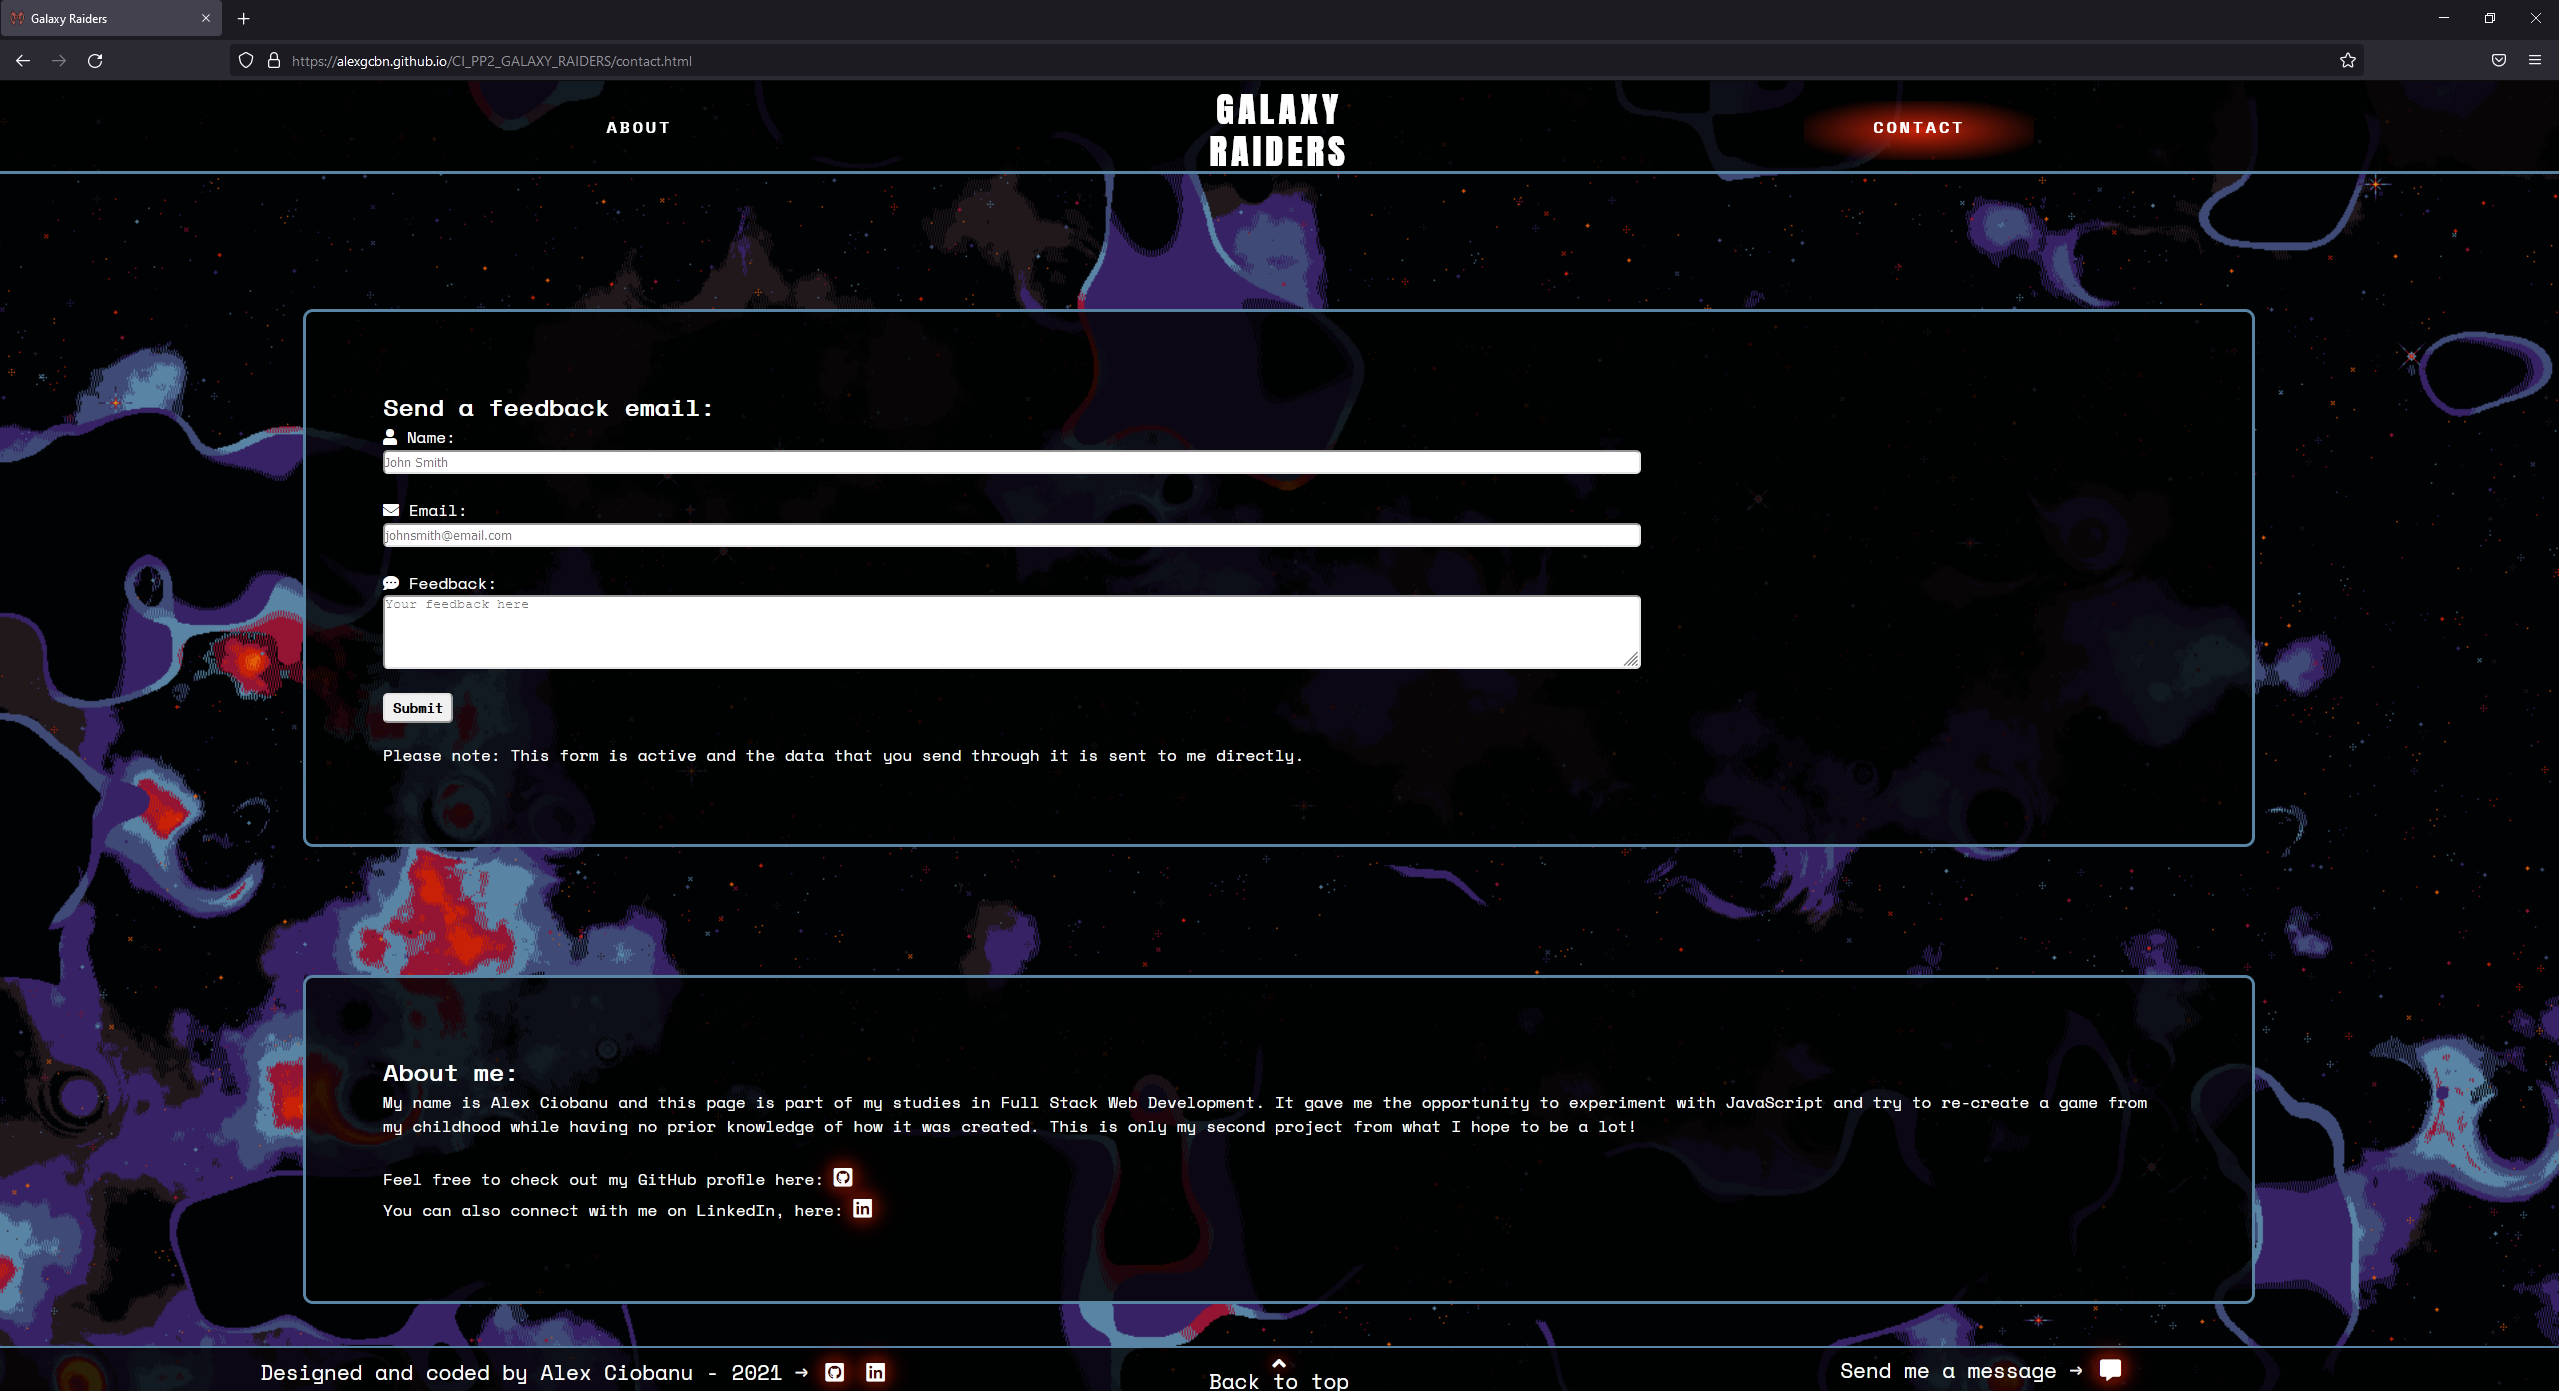 Galaxy Raiders
https://alexgcbn.github.io/CI_PP2_GALAXY_RAIDERS/contact.html
ABOUT
GALAXY
RAIDERS
CONTACT
Send a feedback email:
Name:
John Smith
Email:
johnsmith@email.com
Feedback:
Your feedback here
Submit
Please note: This form is active and the data that you send through it is sent to me directly.
About me:
My name is Alex Ciobanu and this page is part of my studies in Full Stack Web Development. It gave me the opportunity to experiment with JavaScript and try to re-create a game from
my childhood while having no prior knowledge of how it was created. This is only my second project from what I hope to be a lot!
Feel free to check out my GitHub profile here:
You can also connect with me on LinkedIn, here: in
Designed and coded by Alex Ciobanu - 2021 → in
Back to top
Send me a message →